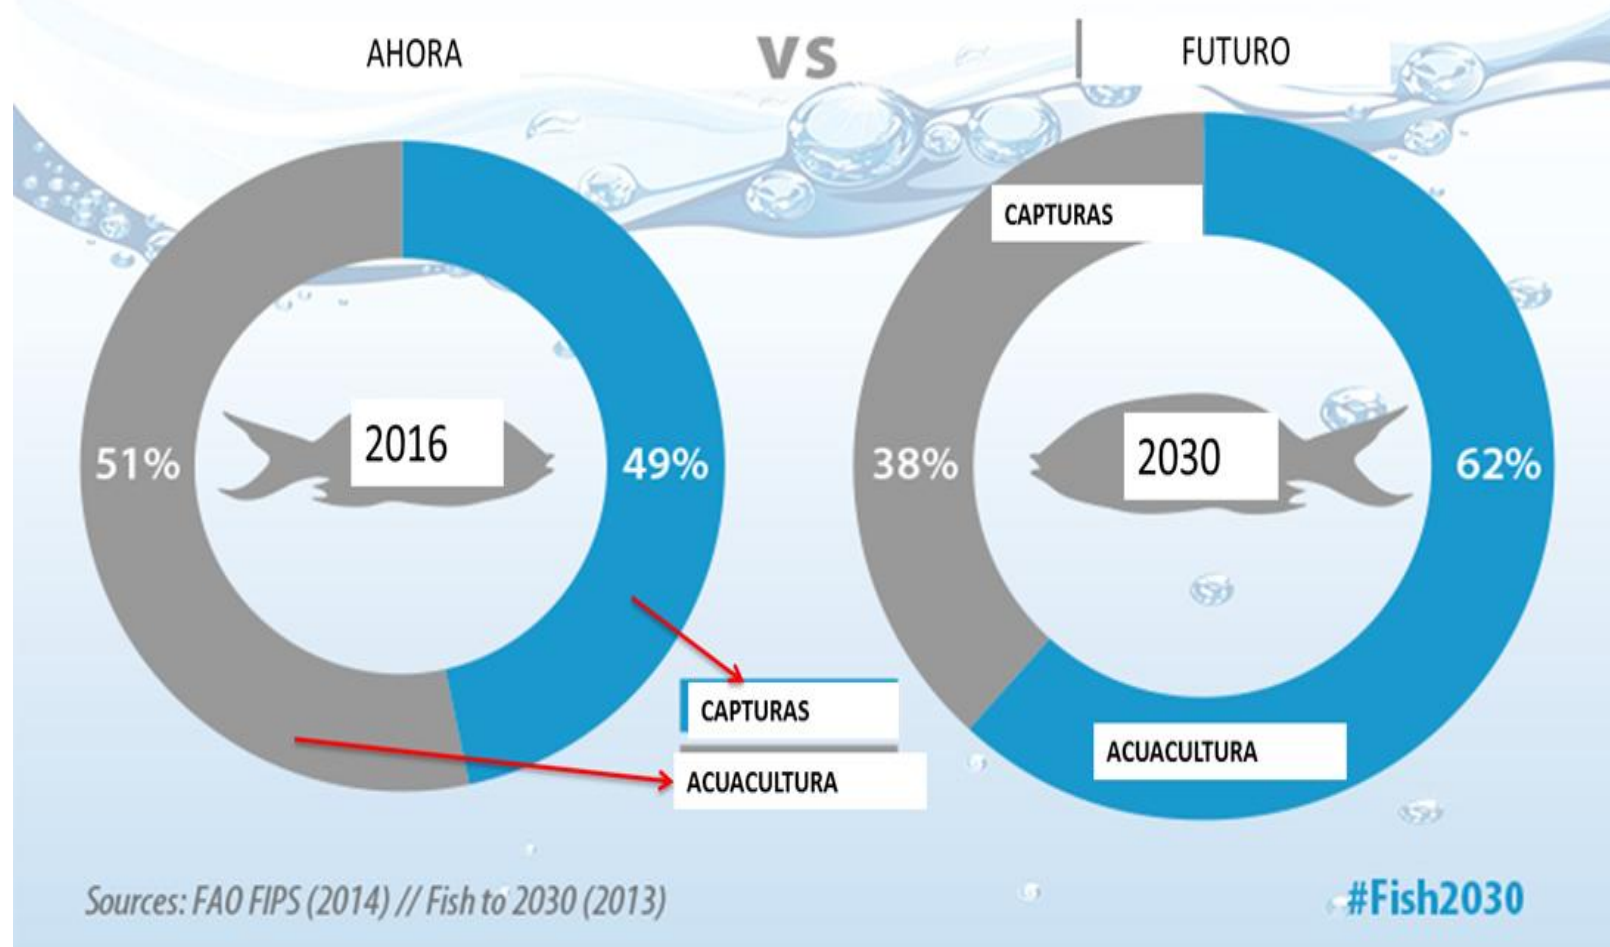 AHORA
VS
FUTURO
CAPTURAS
2016
2030
51%
49%
38%
62%
CAPTURAS
ACUACULTURA
ACUACULTURA
Sources: FAO FIPS (2014) // Fish to 2030 (2013)
#Fish2030